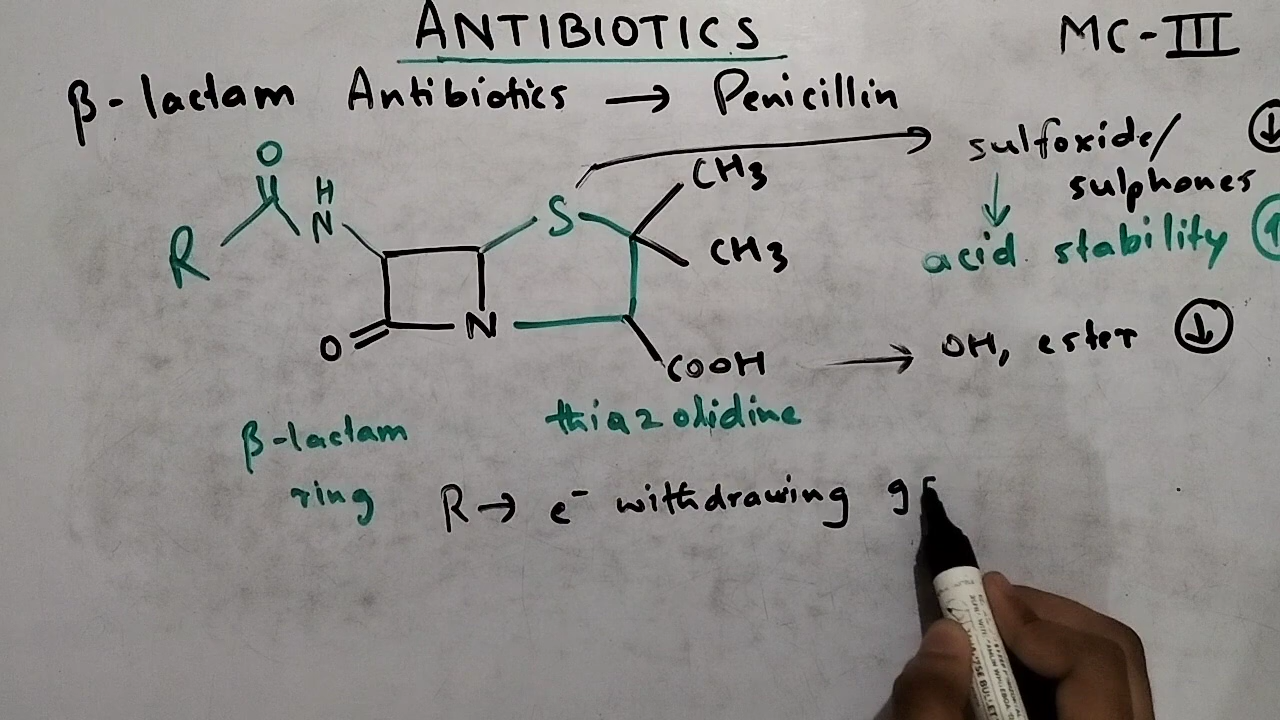 ANTIBIOTICS
MC-III
β-lactam Antibiotics → Penicillin
sulfoxide/ ↓
sulphones
↓
acid stability ↑
O
R
H
N
S
CH3
CH3
O
N
COOH → OH, ester ↓
β-lactam
ring
thiazolidine
R → e⁻ withdrawing gr